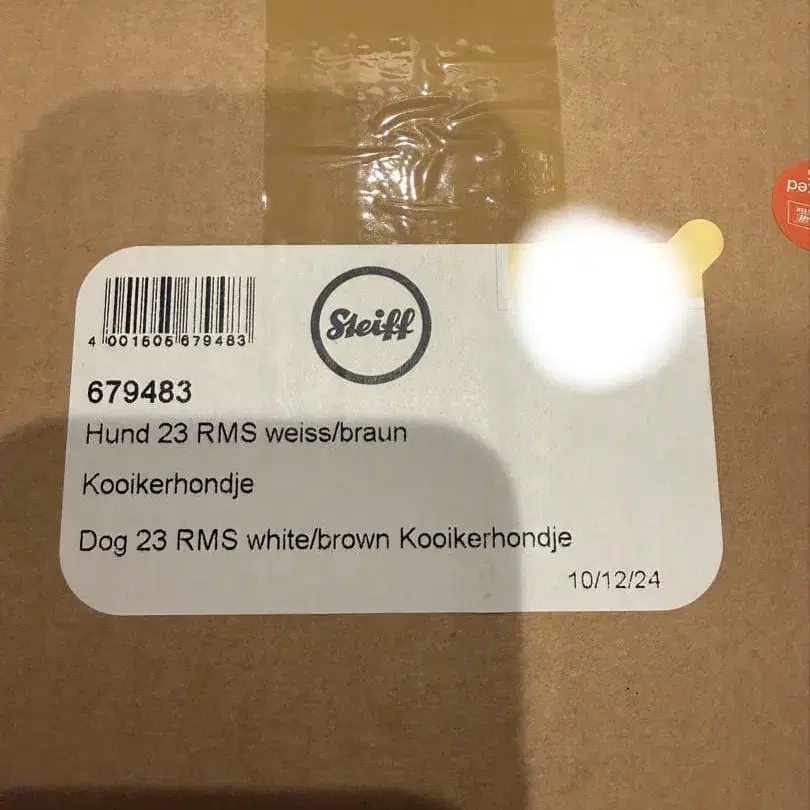 4 001505 679483
Steiff
679483
Hund 23 RMS weiss/braun
Kooikerhondje
Dog 23 RMS white/brown Kooikerhondje
10/12/24